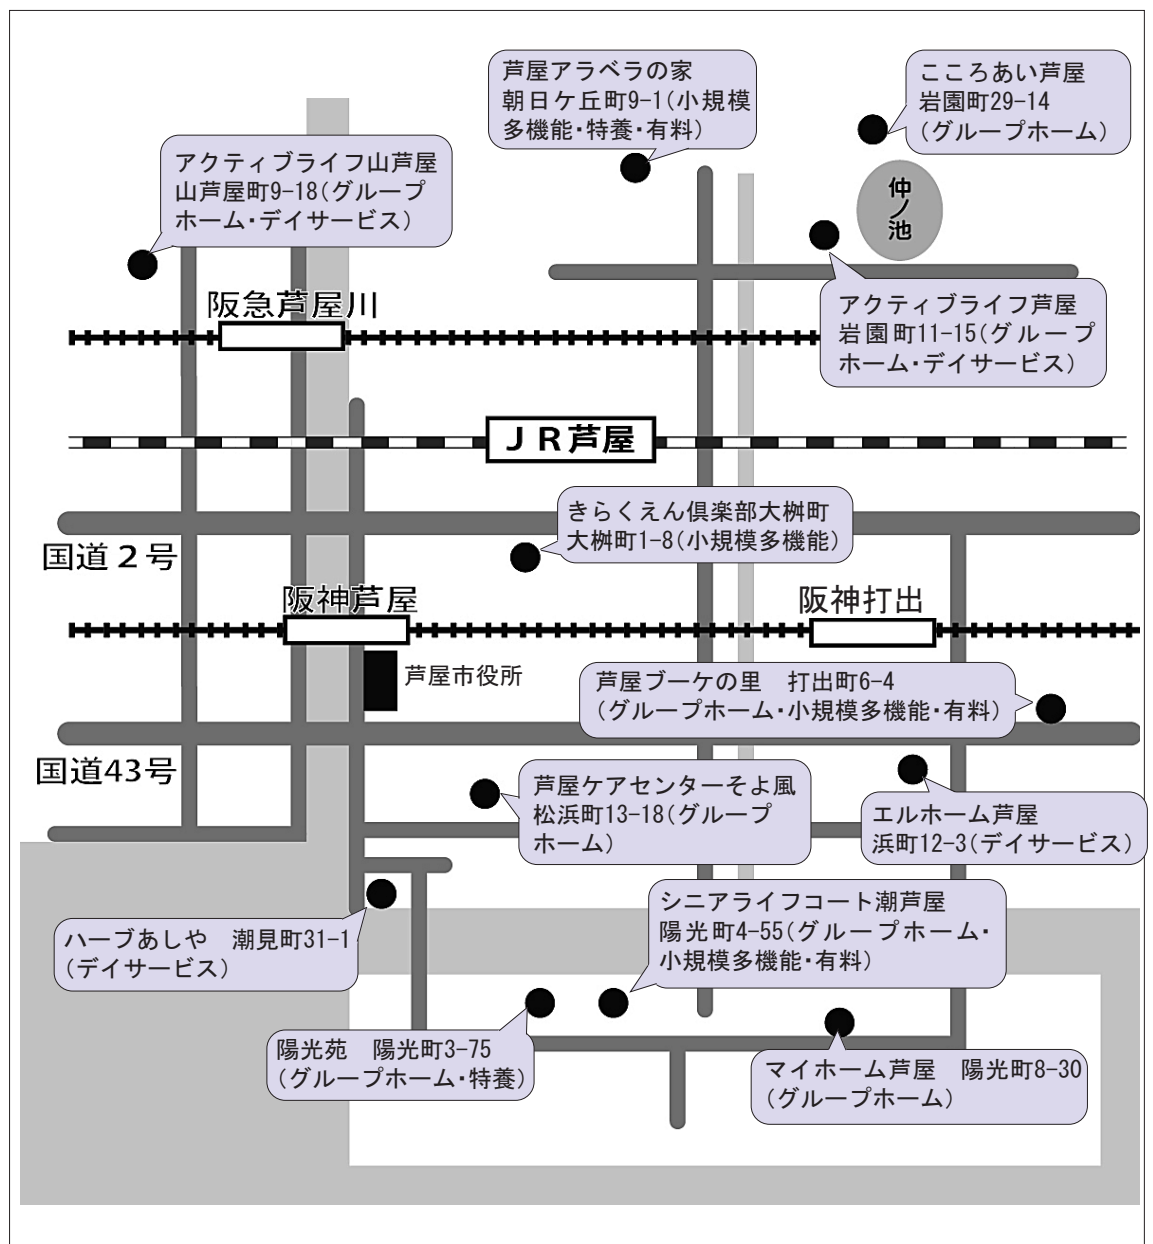 芦屋アラベラの家
朝日ケ丘町9-1(小規模
多機能・特養・有料)
こころあい芦屋
岩園町29-14
(グループホーム)
アクティブライフ山芦屋
山芦屋町9-18(グループ
ホーム・デイサービス)
仲ノ池
アクティブライフ芦屋
岩園町11-15(グループ
ホーム・デイサービス)
阪急芦屋川
JR芦屋
きらくえん倶楽部大桝町
大桝町1-8(小規模多機能)
国道2号
阪神芦屋
阪神打出
芦屋市役所
芦屋ブーケの里 打出町6-4
(グループホーム・小規模多機能・有料)
国道43号
芦屋ケアセンターそよ風
松浜町13-18(グループ
ホーム)
エルホーム芦屋
浜町12-3(デイサービス)
シニアライフコート潮芦屋
陽光町4-55(グループホーム・
小規模多機能・有料)
ハーブあしや 潮見町31-1
(デイサービス)
陽光苑 陽光町3-75
(グループホーム・特養)
マイホーム芦屋 陽光町8-30
(グループホーム)